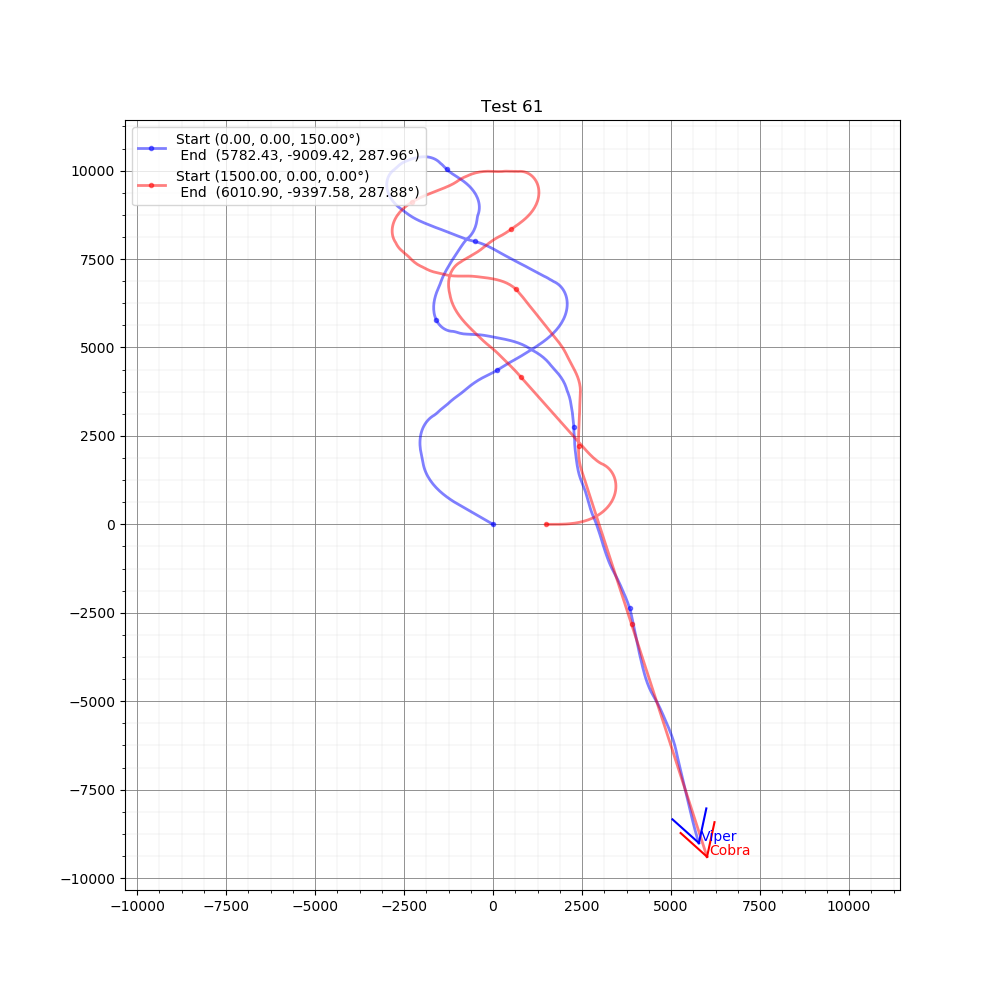 Test 61
Start (0.00, 0.00, 150.00°)
End  (5782.43, -9009.42, 287.96°)
Start (1500.00, 0.00, 0.00°)
End  (6010.90, -9397.58, 287.88°)
10000
7500
5000
2500
0
−2500
−5000
−7500
−10000
Viper
Cobra
−10000 −7500 −5000 −2500 0 2500 5000 7500 10000